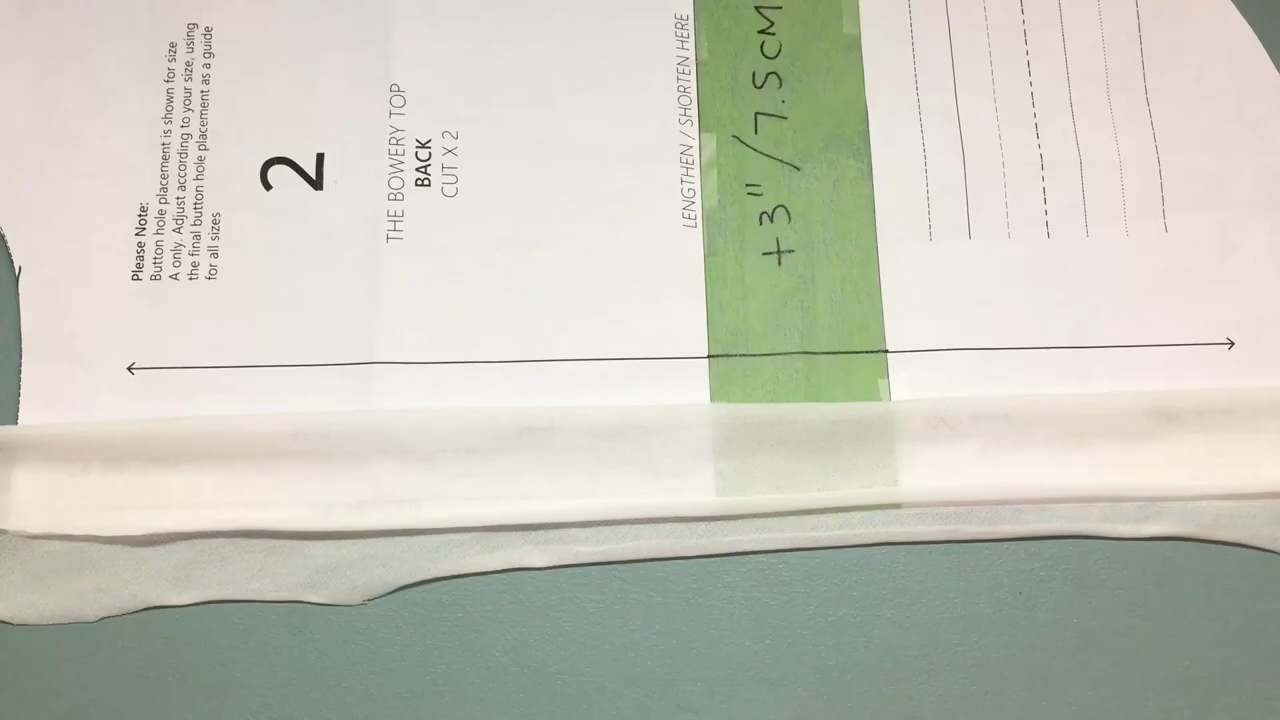 Please Note:
Button hole placement is shown for size
A only. Adjust according to your size, using
the final button hole placement as a guide
for all sizes
2
THE BOWERY TOP
BACK
CUT X 2
LENGTHEN / SHORTEN HERE
+3"/7.5CM